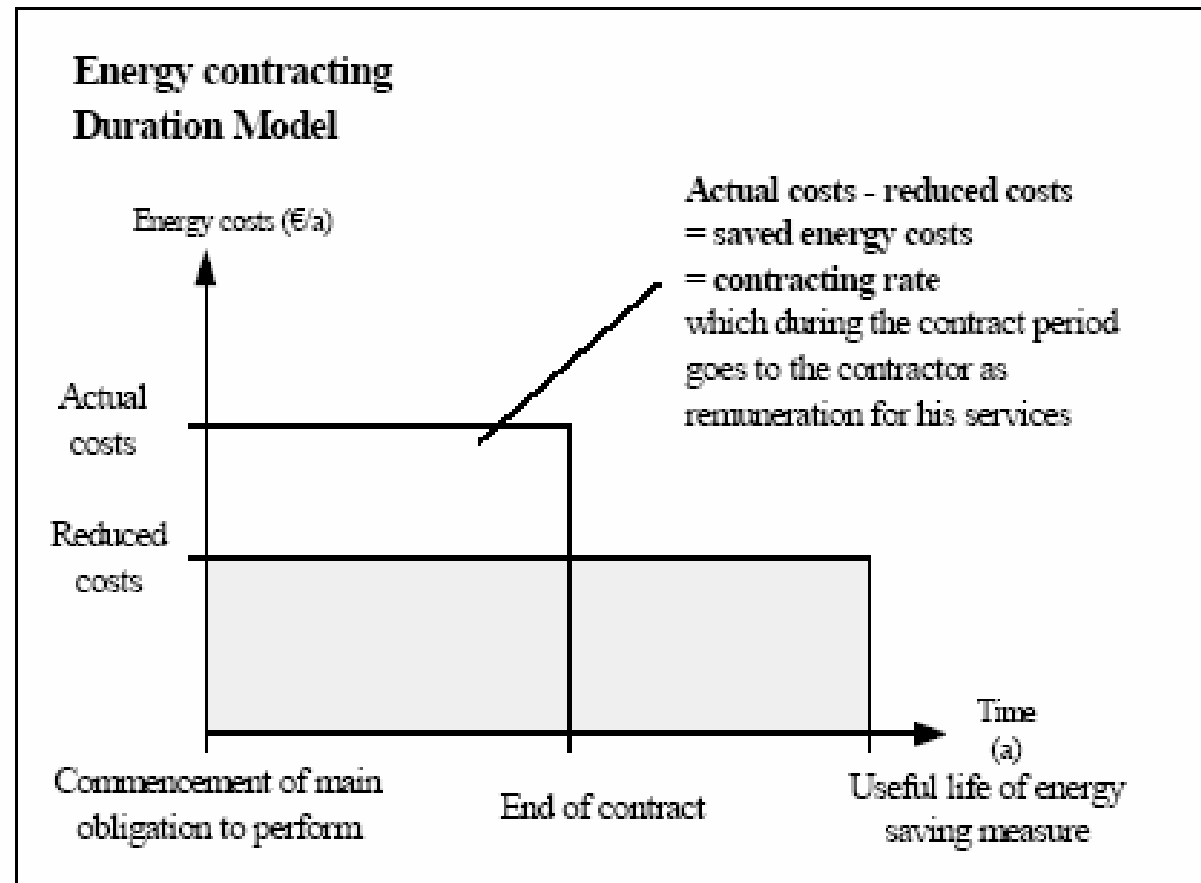 Energy contracting
Duration Model
Energy costs (€/a)
Actual costs - reduced costs
= saved energy costs
= contracting rate
which during the contract period
goes to the contractor as
remuneration for his services
Actual
costs
Reduced
costs
Time
(a)
Commencement of main
obligation to perform
End of contract
Useful life of energy
saving measure